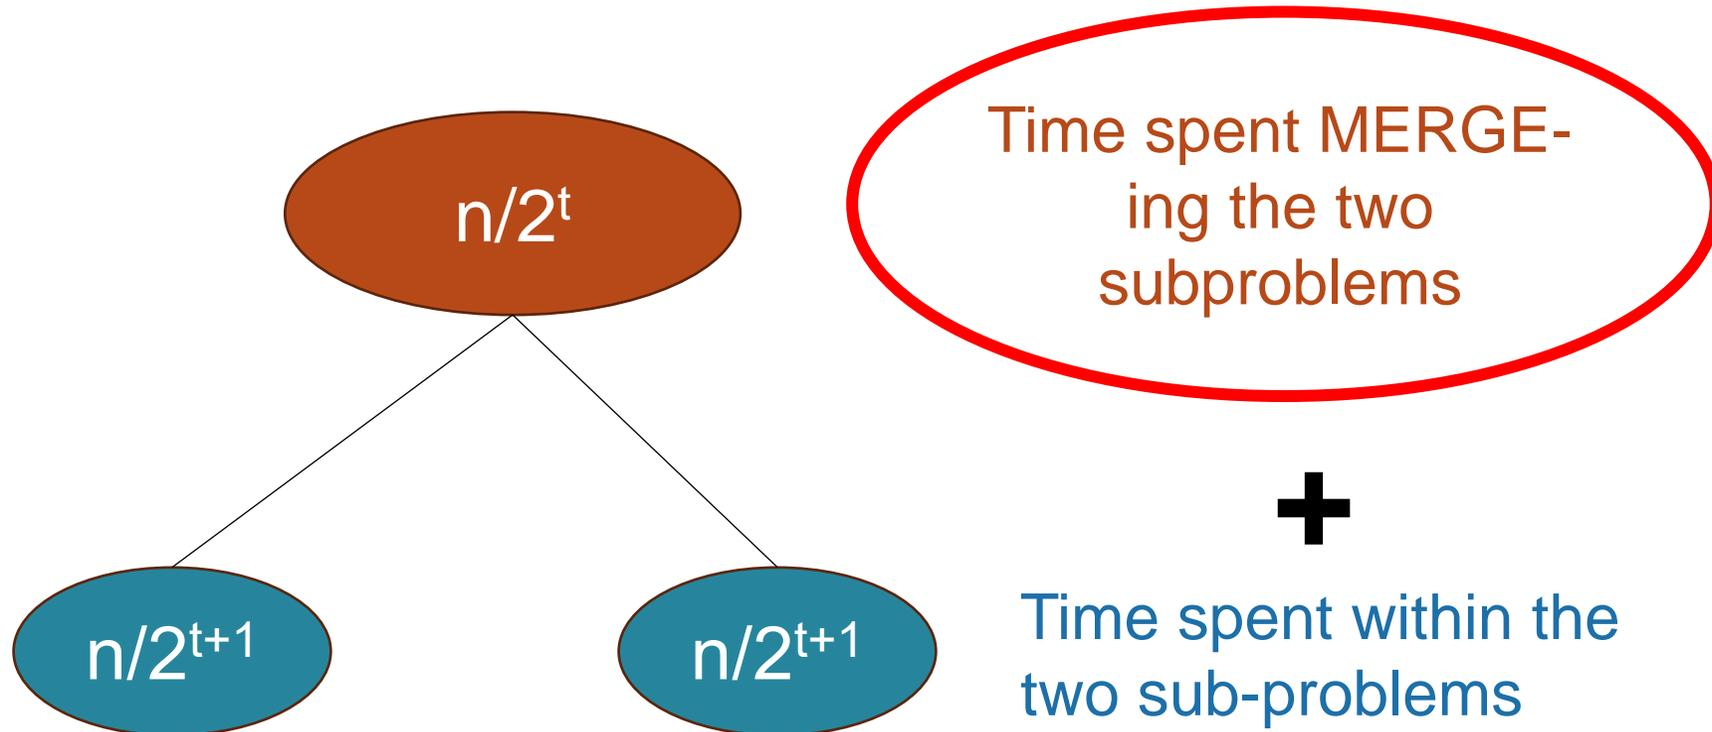 Time spent MERGE-
ing the two
subproblems
n/2ᵗ
+
n/2ᵗ⁺¹
n/2ᵗ⁺¹
Time spent within the
two sub-problems